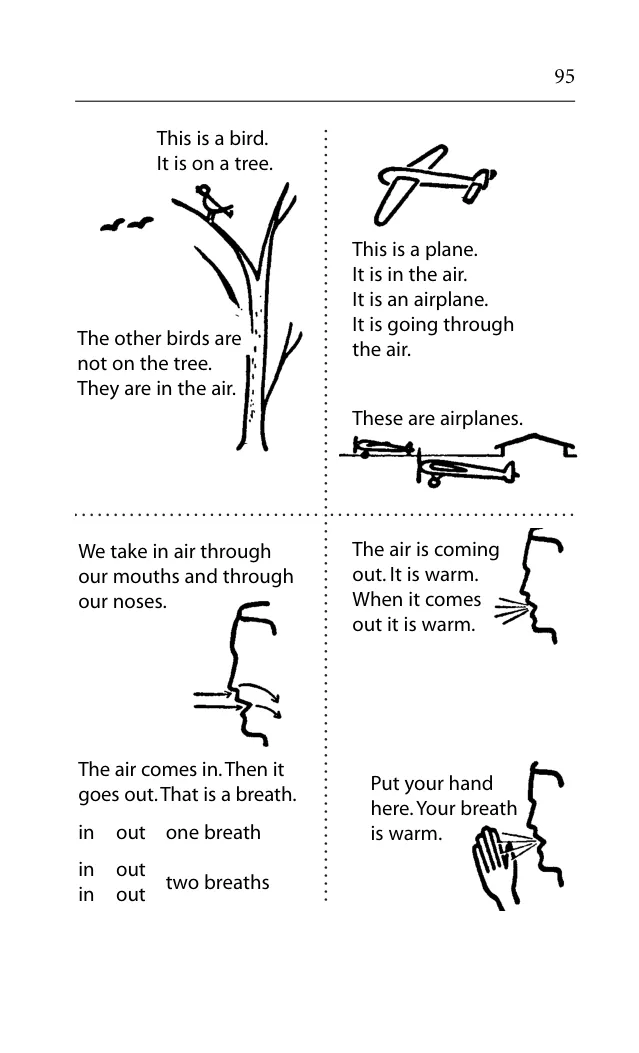 95
This is a bird.
It is on a tree.
The other birds are
not on the tree.
They are in the air.
This is a plane.
It is in the air.
It is an airplane.
It is going through
the air.
These are airplanes.
We take in air through
our mouths and through
our noses.
The air comes in. Then it
goes out. That is a breath.
in out one breath
in out
two breaths
in out
The air is coming
out. It is warm.
When it comes
out it is warm.
Put your hand
here. Your breath
is warm.